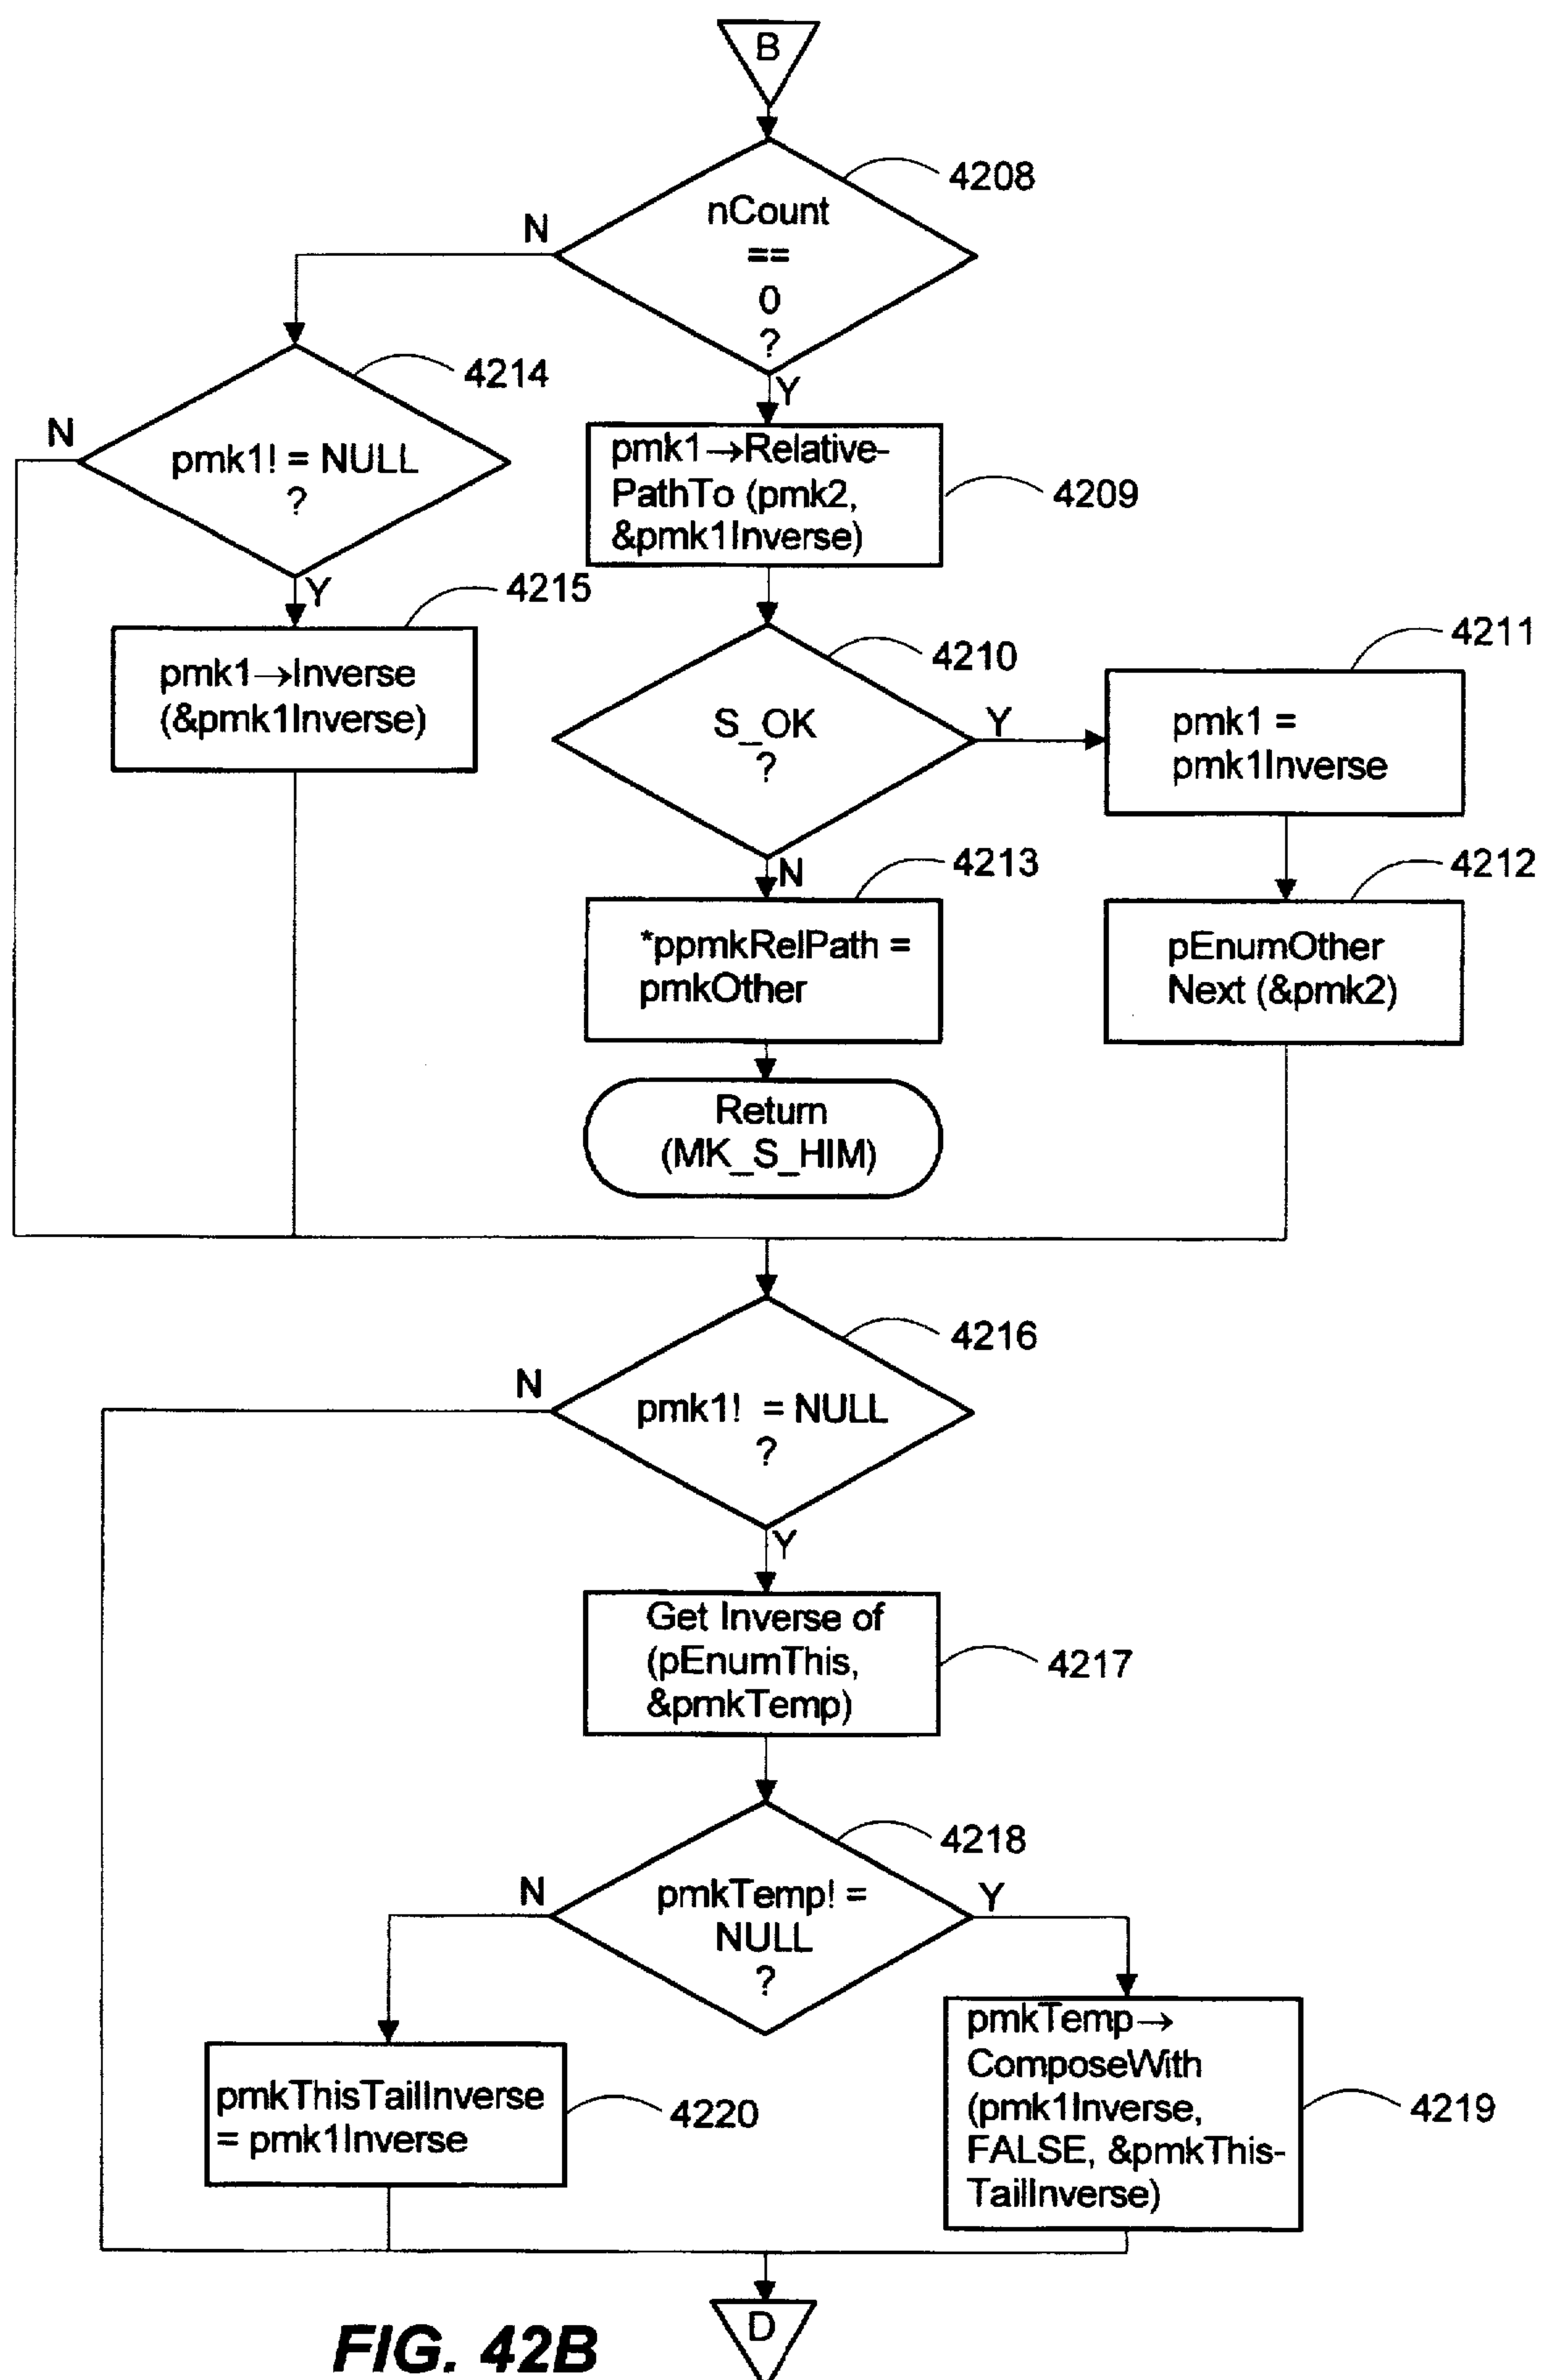 B
4208
nCount
==
0
?
N
Y
4214
pmk1! = NULL
?
N
Y
pmk1→Relative-
PathTo (pmk2,
&pmk1Inverse)
4209
4215
pmk1→Inverse
(&pmk1Inverse)
4210
S_OK
?
Y
N
4211
pmk1 =
pmk1Inverse
4213
*ppmkRelPath =
pmkOther
4212
pEnumOther
Next (&pmk2)
Return
(MK_S_HIM)
4216
N
pmk1! = NULL
?
Y
Get Inverse of
(pEnumThis,
&pmkTemp)
4217
4218
N
pmkTemp! =
NULL
?
Y
pmkThisTailInverse
= pmk1Inverse
4220
pmkTemp→
ComposeWith
(pmk1Inverse,
FALSE, &pmkThis-
TailInverse)
4219
D
FIG. 42B